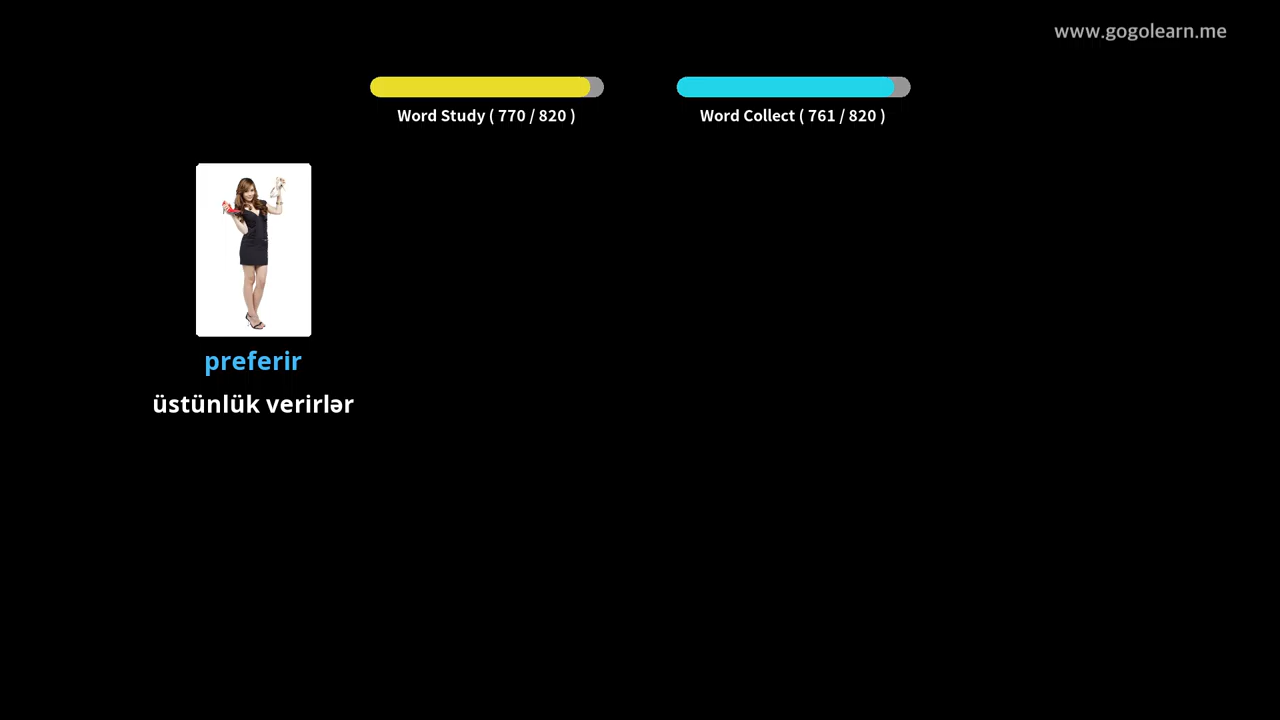 www.gogolearn.me
Word Study ( 770 / 820 )
Word Collect ( 761 / 820 )
preferir
üstünlük verirlər